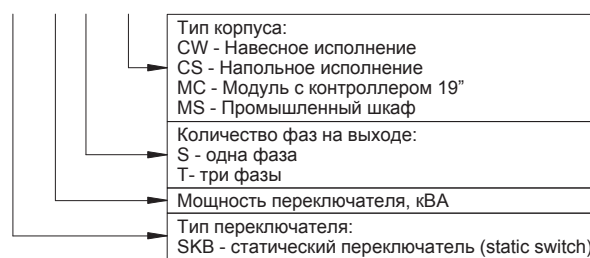 Тип корпуса:
CW - Навесное исполнение
CS - Напольное исполнение
MC - Модуль с контроллером 19”
MS - Промышленный шкаф
Количество фаз на выходе:
S - одна фаза
Т- три фазы
Мощность переключателя, кВА
Тип переключателя:
SKB - статический переключатель (static switch)